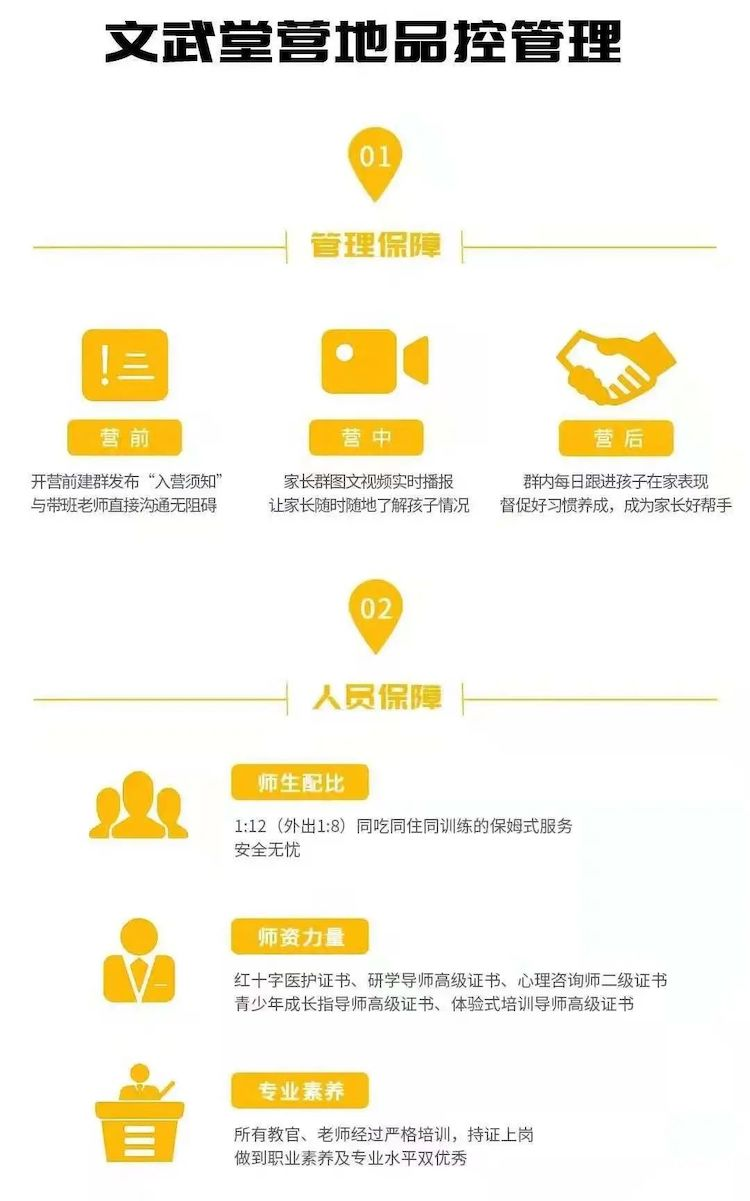 文武堂营地品控管理
01
管理保障
营前
开营前建群发布“入营须知”
与带班老师直接沟通无阻碍
营中
家长群图文视频实时播报
让家长随时随地了解孩子情况
营后
群内每日跟进孩子在家表现
督促好习惯养成，成为家长好帮手
02
人员保障
师生配比
1:12（外出1:8）同吃同住同训练的保姆式服务
安全无忧
师资力量
红十字医护证书、研学导师高级证书、心理咨询师二级证书
青少年成长指导师高级证书、体验式培训导师高级证书
专业素养
所有教官、老师经过严格培训，持证上岗
做到职业素养及专业水平双优秀